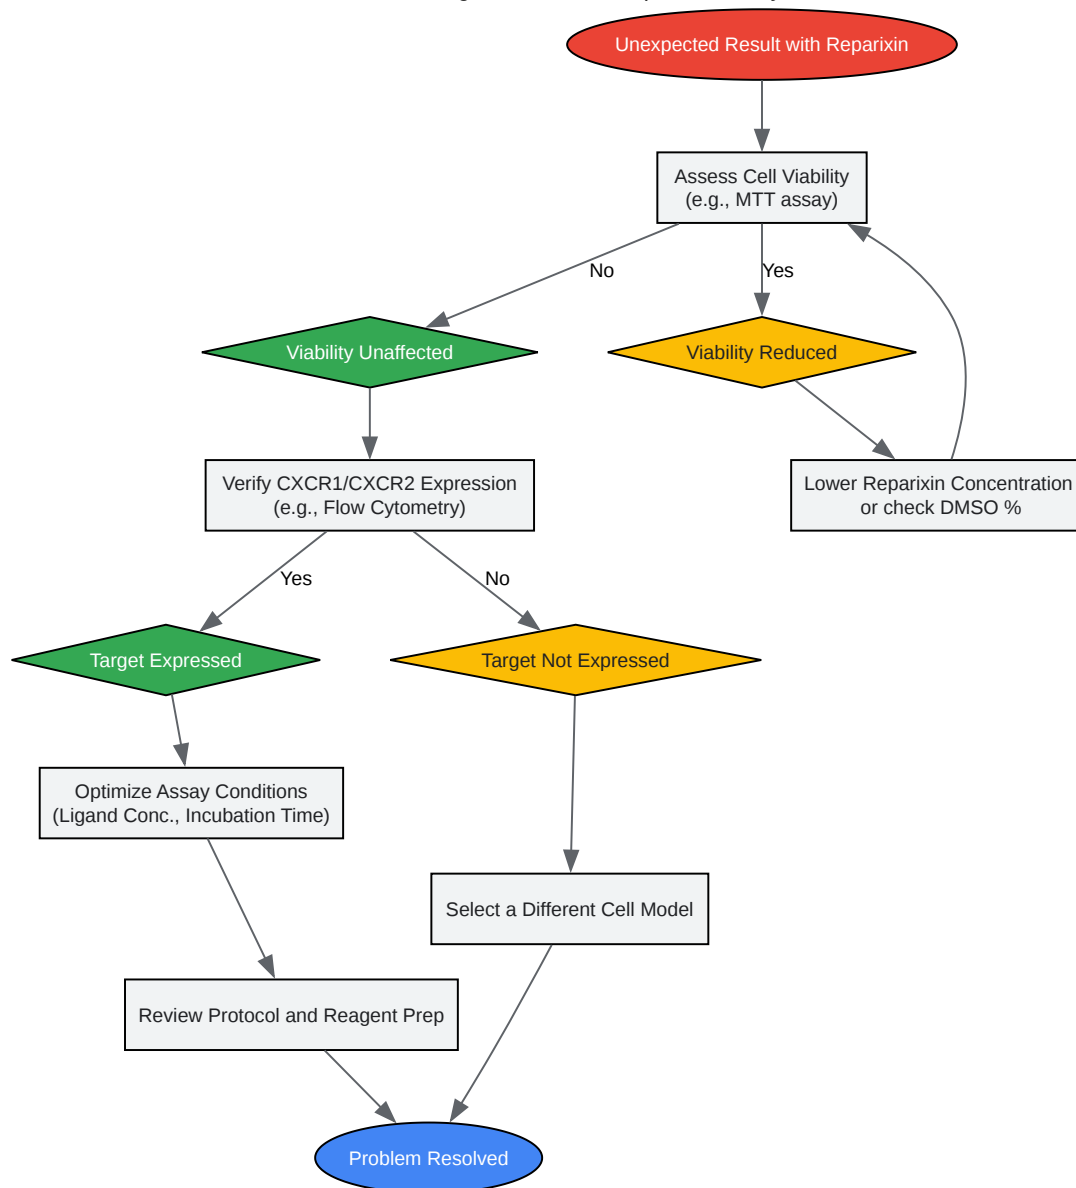 Unexpected Result with Reparixin
Assess Cell Viability
(e.g., MTT assay)
No
Yes
Viability Unaffected
Viability Reduced
Verify CXCR1/CXCR2 Expression
(e.g., Flow Cytometry)
Lower Reparixin Concentration
or check DMSO %
Yes
No
Target Expressed
Target Not Expressed
Optimize Assay Conditions
(Ligand Conc., Incubation Time)
Select a Different Cell Model
Review Protocol and Reagent Prep
Problem Resolved